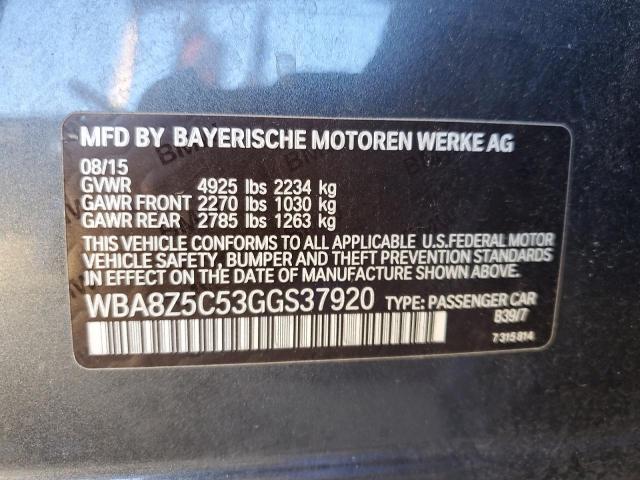 MFD BY BAYERISCHE MOTOREN WERKE AG
08/15
GVWR 4925 lbs 2234 kg
GAWR FRONT 2270 lbs 1030 kg
GAWR REAR 2785 lbs 1263 kg
THIS VEHICLE CONFORMS TO ALL APPLICABLE U.S.FEDERAL MOTOR
VEHICLE SAFETY, BUMPER AND THEFT PREVENTION STANDARDS
IN EFFECT ON THE DATE OF MANUFACTURE SHOWN ABOVE.
WBA8Z5C53GGS37920 TYPE: PASSENGER CAR
B39/7
7 315 814